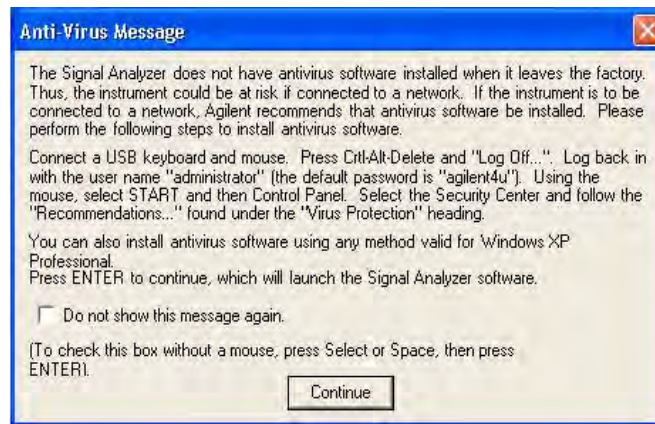 Anti-Virus Message
The Signal Analyzer does not have antivirus software installed when it leaves the factory.
Thus, the instrument could be at risk if connected to a network. If the instrument is to be
connected to a network, Agilent recommends that antivirus software be installed. Please
perform the following steps to install antivirus software.
Connect a USB keyboard and mouse. Press Crtl-Alt-Delete and "Log Off...". Log back in
with the user name "administrator" (the default password is "agilent4u"). Using the
mouse, select START and then Control Panel. Select the Security Center and follow the
"Recommendations..." found under the "Virus Protection" heading.
You can also install antivirus software using any method valid for Windows XP
Professional.
Press ENTER to continue, which will launch the Signal Analyzer software.
Do not show this message again.
(To check this box without a mouse, press Select or Space, then press
ENTER).
Continue